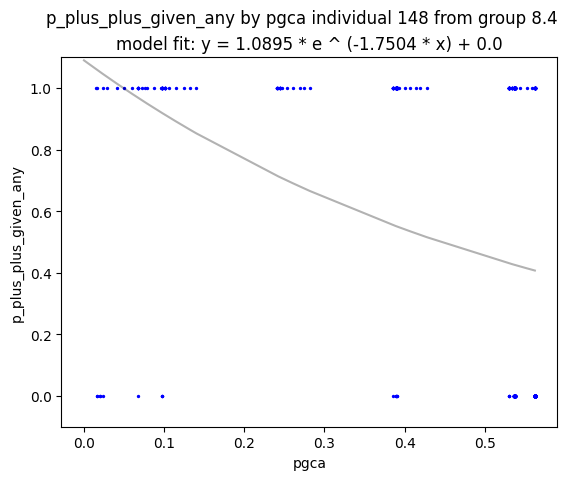 p_plus_plus_given_any by pgca individual 148 from group 8.4
model fit: y = 1.0895 * e ^ (-1.7504 * x) + 0.0
1.0
0.8
0.6
0.4
0.2
0.0
p_plus_plus_given_any
0.0 0.1 0.2 0.3 0.4 0.5
pgca